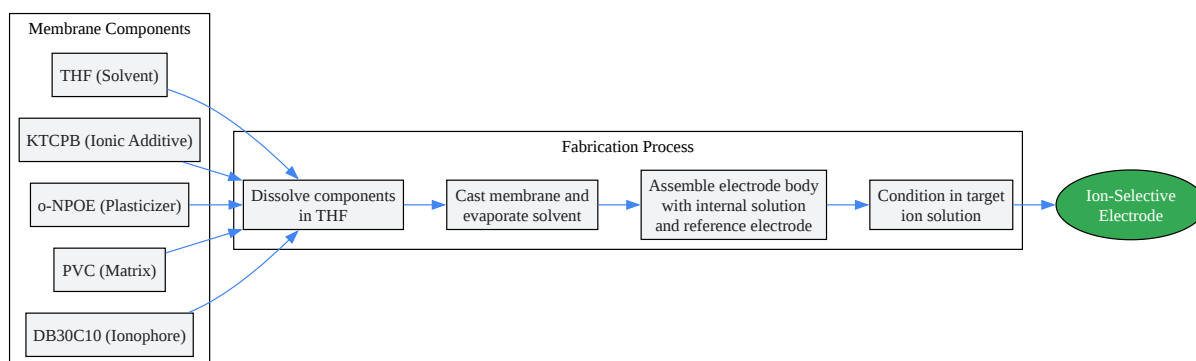 Membrane Components
THF (Solvent)
KTCPB (Ionic Additive)
o-NPOE (Plasticizer)
PVC (Matrix)
DB30C10 (Ionophore)
Fabrication Process
Dissolve components
in THF
Cast membrane and
evaporate solvent
Assemble electrode body
with internal solution
and reference electrode
Condition in target
ion solution
Ion-Selective
Electrode